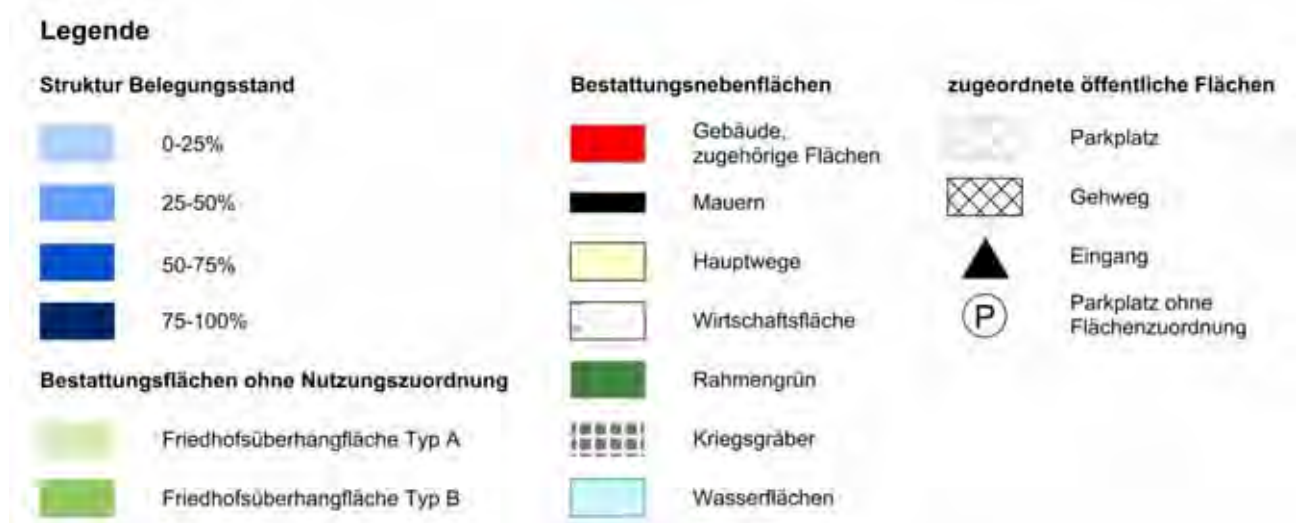 Legende
Struktur Belegungsstand
0-25%
25-50%
50-75%
75-100%
Bestattungsflächen ohne Nutzungszuordnung
Friedhofsüberhangfläche Typ A
Friedhofsüberhangfläche Typ B
Bestattungsnebenflächen
Gebäude,
zugehörige Flächen
Mauern
Hauptwege
Wirtschaftsfläche
Rahmengrün
Kriegsgräber
Wasserflächen
zugeordnete öffentliche Flächen
Parkplatz
Gehweg
Eingang
P
Parkplatz ohne
Flächenzuordnung